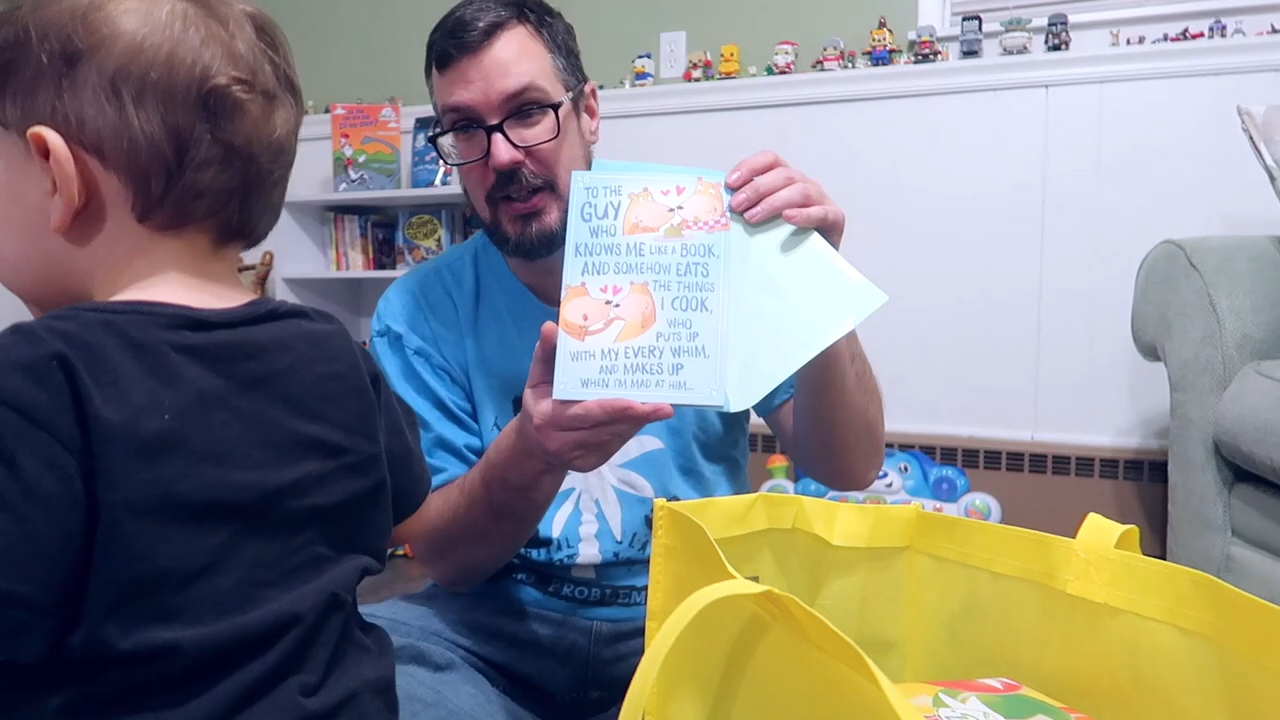 TO THE
GUY
WHO
KNOWS ME LIKE A BOOK,
AND SOMEHOW EATS
THE THINGS
I COOK,
WHO
PUTS UP
WITH MY EVERY WHIM,
AND MAKES UP
WHEN I'M MAD AT HIM...
PROBLEM